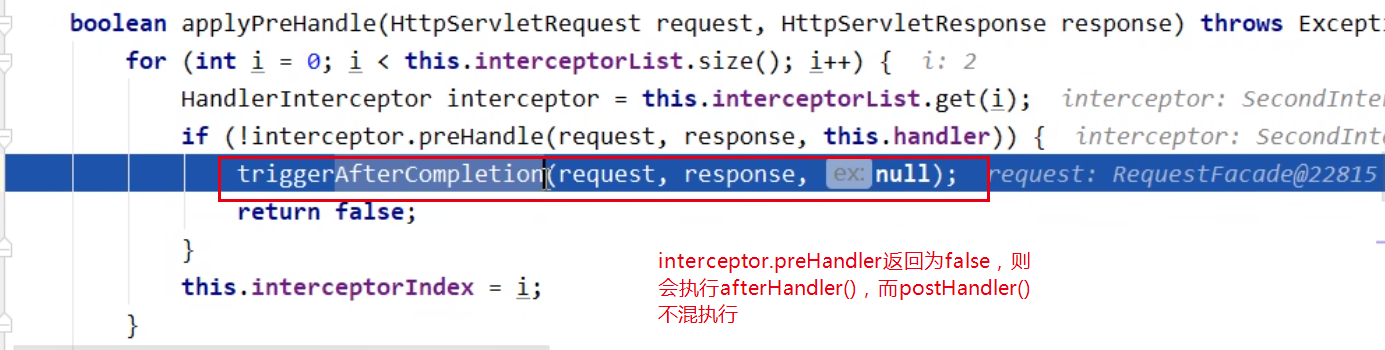 boolean applyPreHandle(HttpServletRequest request, HttpServletResponse response) throws Excepti
for (int i = 0; i < this.interceptorList.size(); i++) { i: 2
HandlerInterceptor interceptor = this.interceptorList.get(i); interceptor: SecondInter
if (!interceptor.preHandle(request, response, this.handler)) { interceptor: SecondInte
triggerAfterCompletion(request, response, ex: null); request: RequestFacade@22815
return false;
}
this.interceptorIndex = i;
}
interceptor.preHandler返回为false，则
会执行afterHandler()，而postHandler()
不混执行